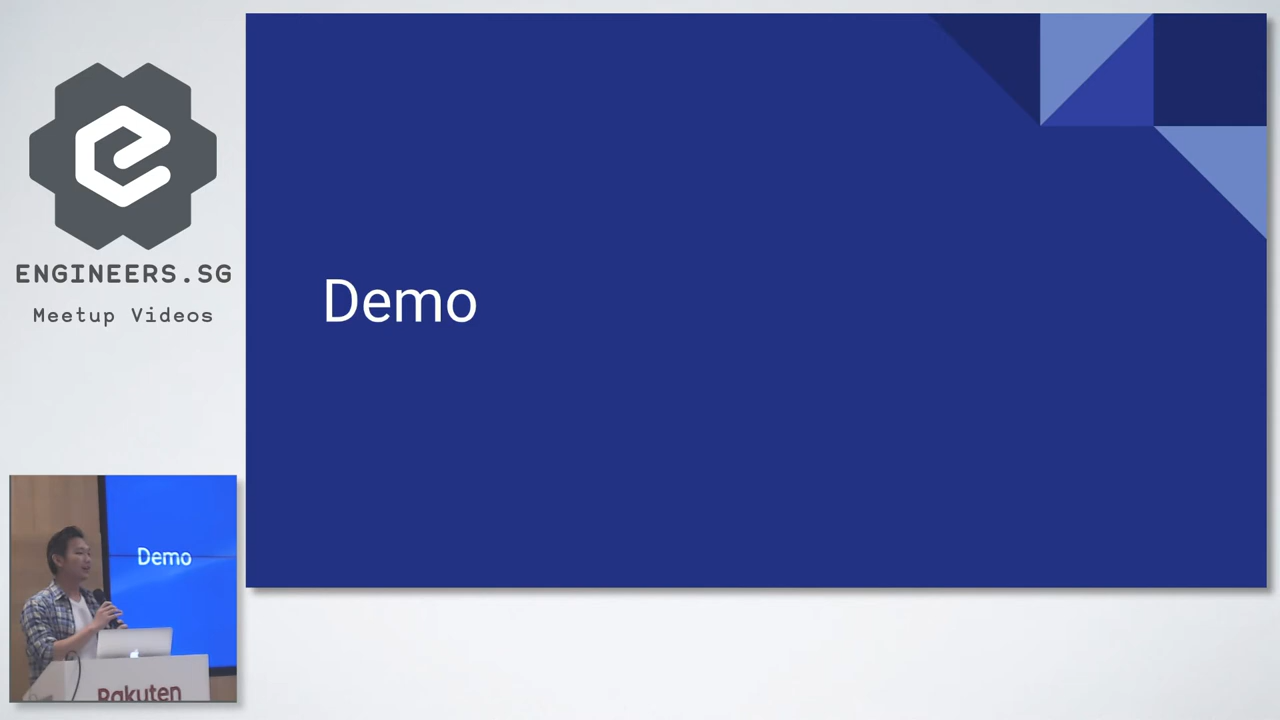 ENGINEERS.SG
Meetup Videos
Demo
Demo
Rakuten